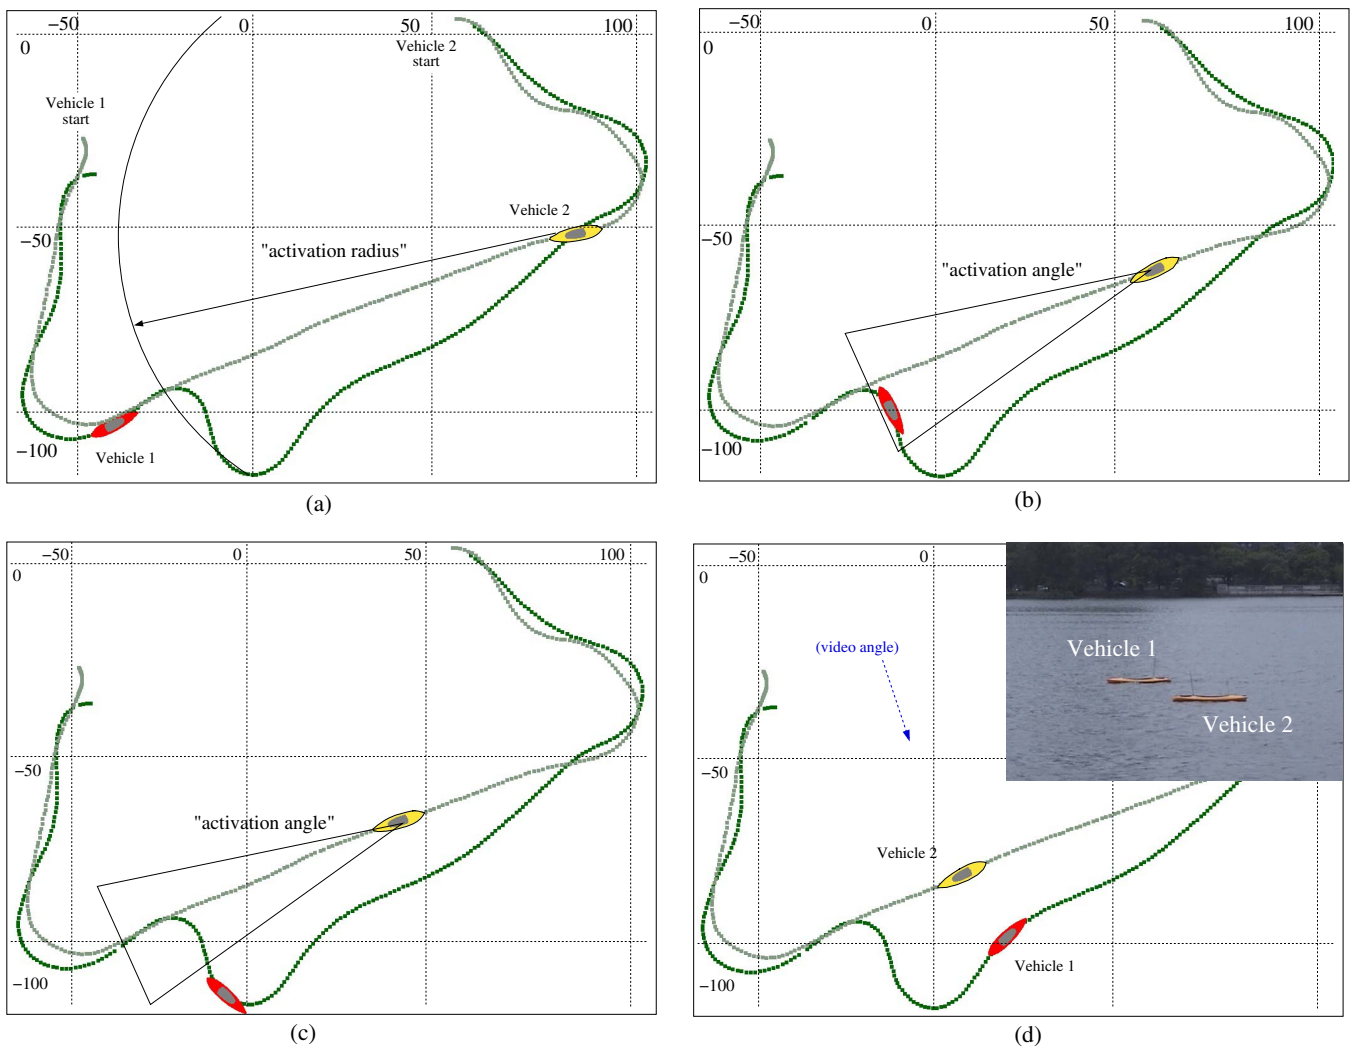 −50
0
50
100
0
Vehicle 2
start
Vehicle 1
start
Vehicle 2
−50
"activation radius"
−100
Vehicle 1
(a)
−50
0
50
100
0
−50
"activation angle"
−100
(b)
−50
0
50
100
0
−50
"activation angle"
−100
(c)
−50
0
0
(video angle)
Vehicle 1
Vehicle 2
−50
Vehicle 2
Vehicle 1
−100
(d)